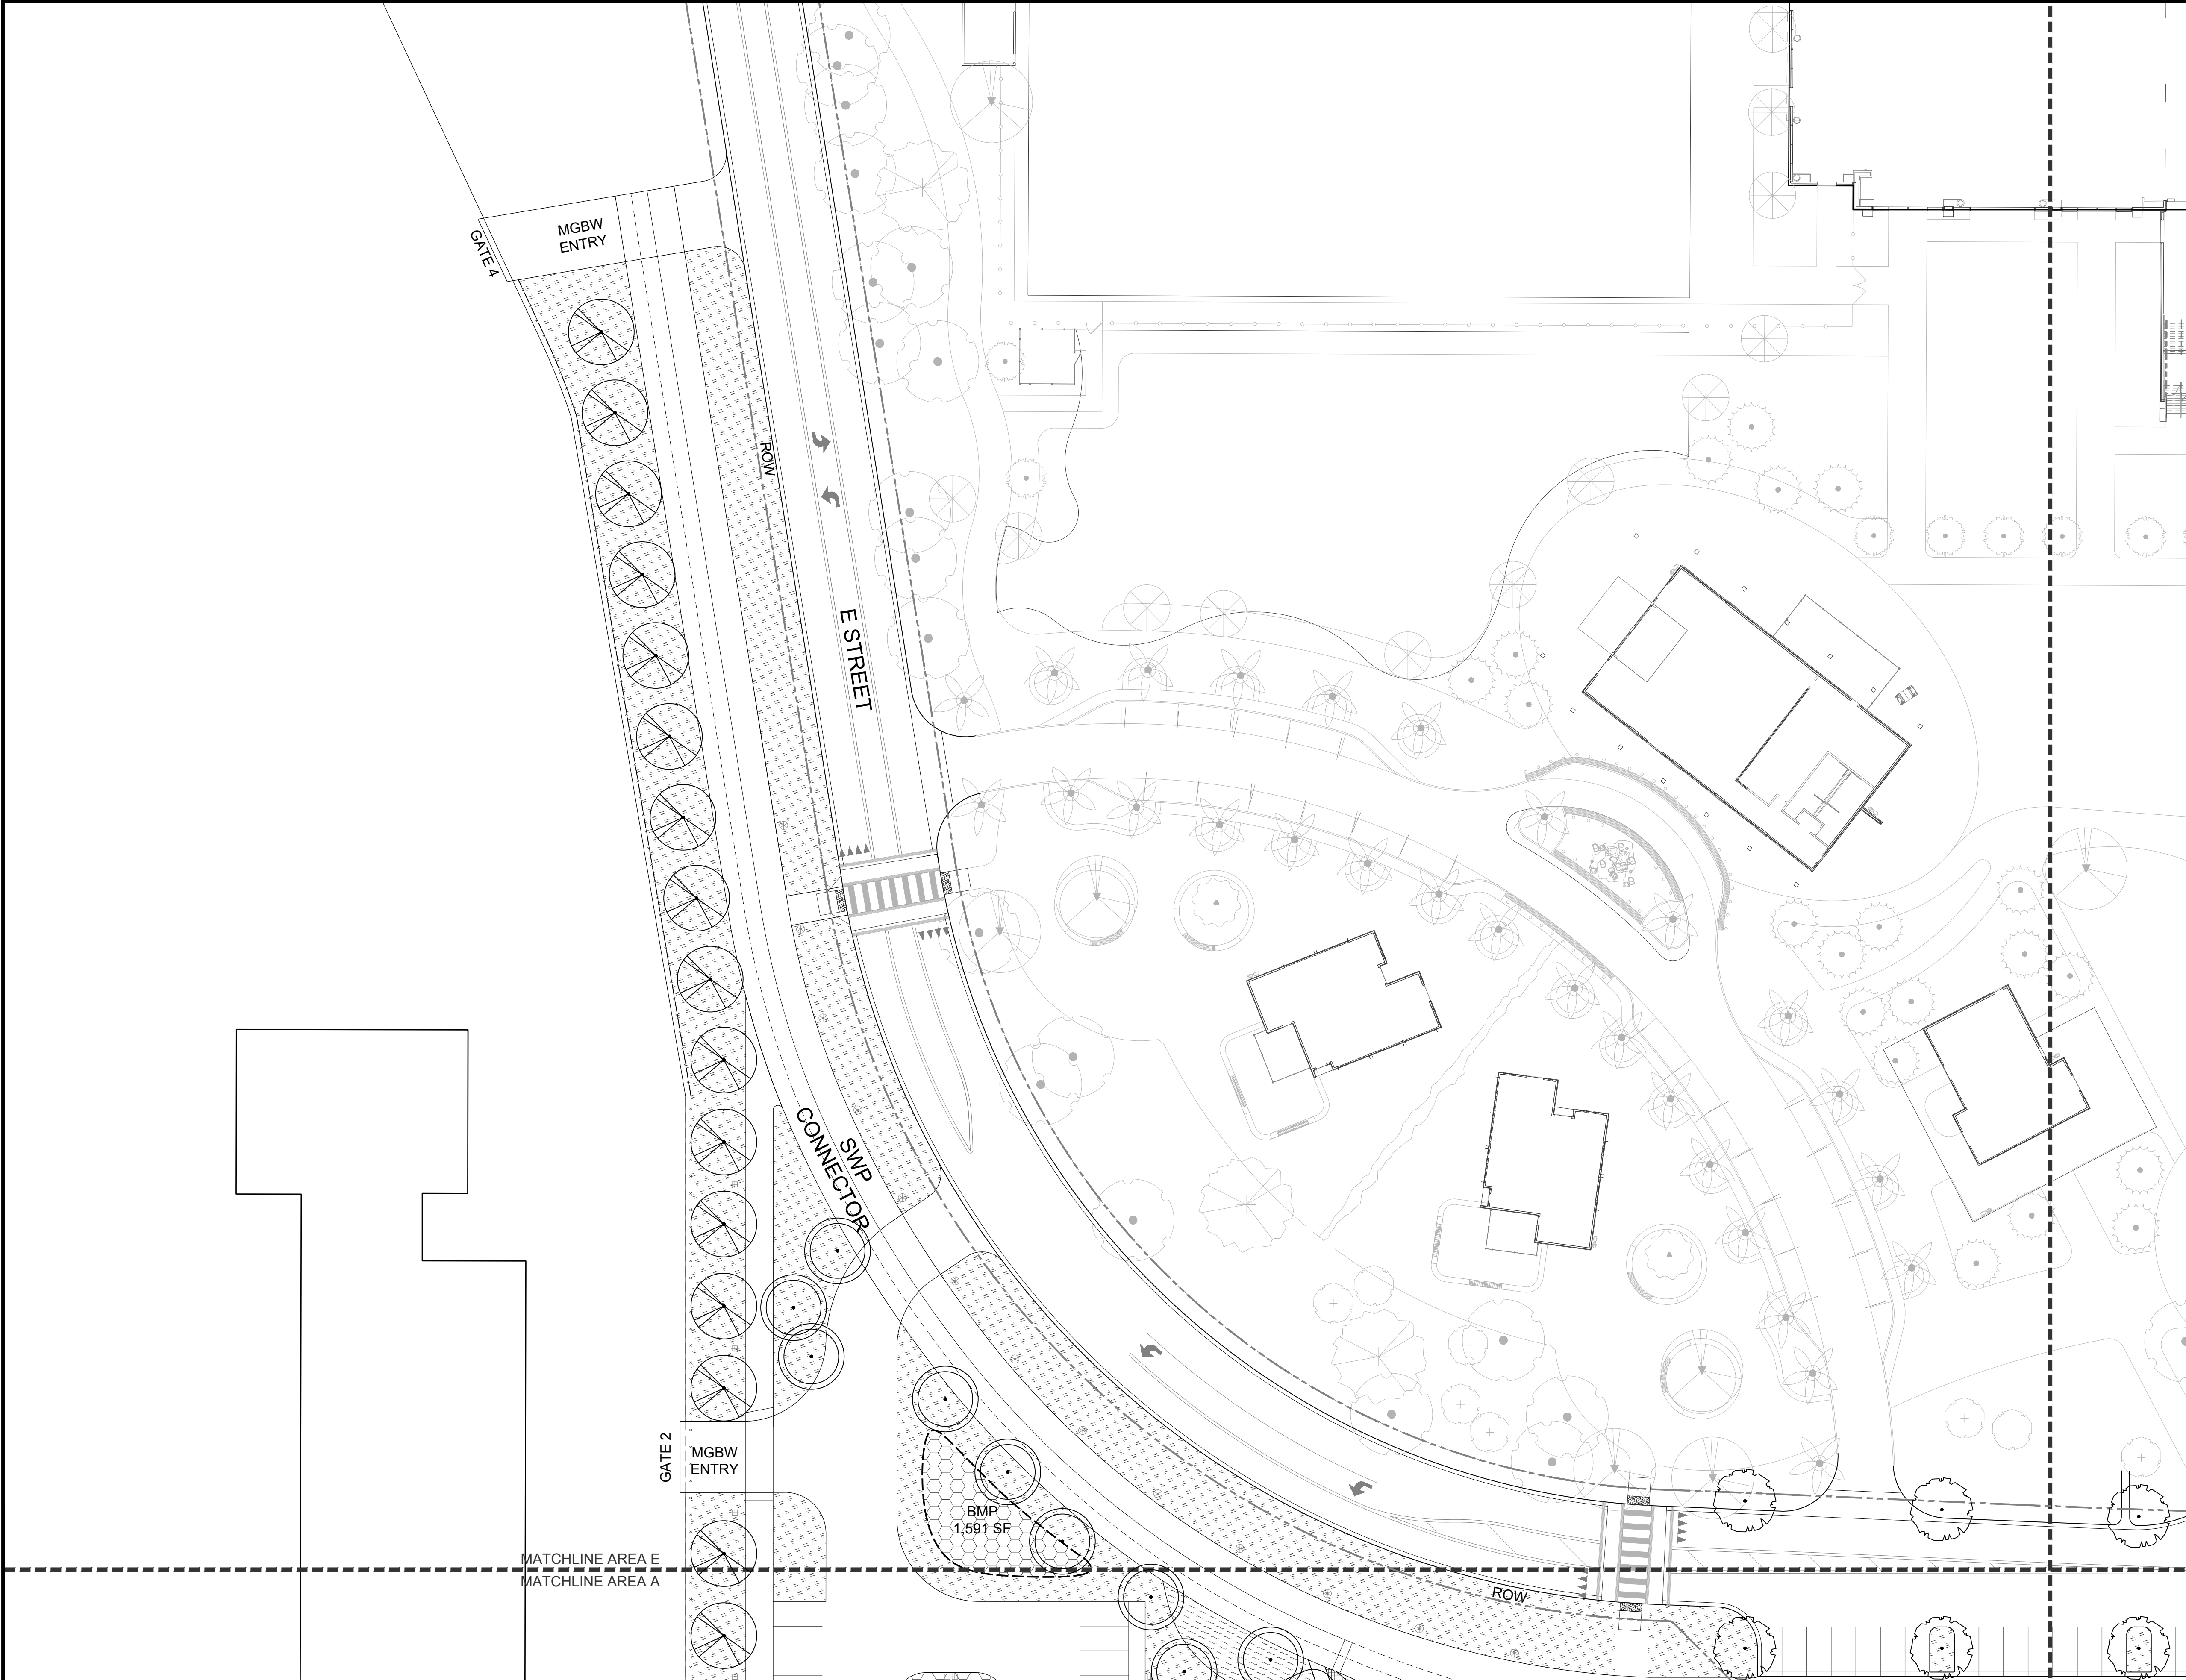 MGBW
ENTRY
GATE 4
ROW
E STREET
SWP
CONNECTOR
GATE 2
MGBW
ENTRY
BMP
1,591 SF
MATCHLINE AREA E
MATCHLINE AREA A
ROW